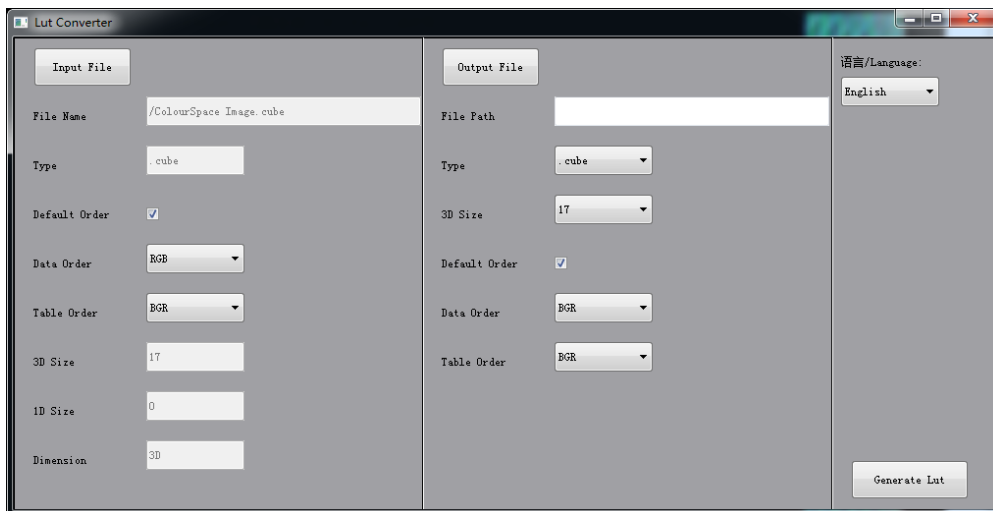 Lut Converter
Input File
File Name /ColourSpace Image.cube
Type .cube
Default Order
Data Order RGB
Table Order BGR
3D Size 17
1D Size 0
Dimension 3D
Output File
File Path
Type .cube
3D Size 17
Default Order
Data Order BGR
Table Order BGR
语言/Language:
English
Generate Lut